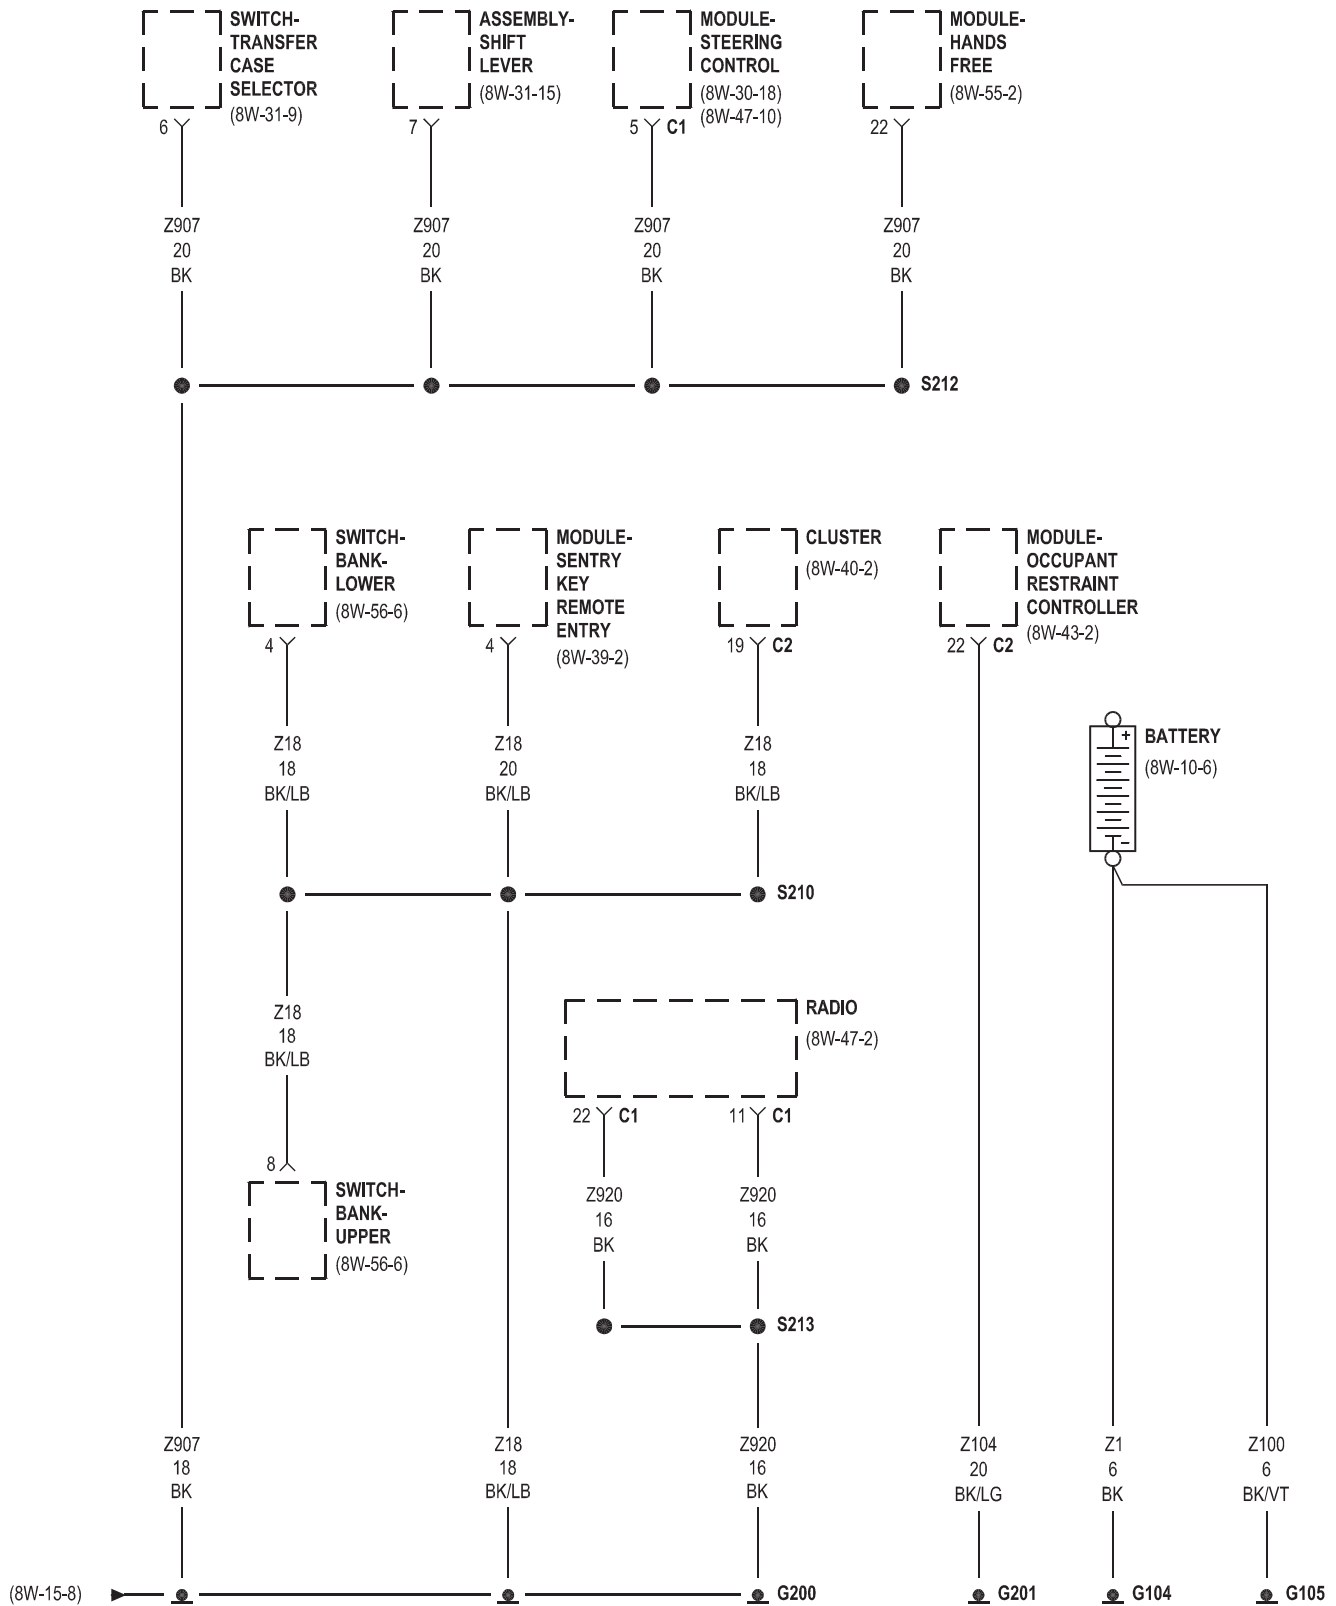 SWITCH-
TRANSFER
CASE
SELECTOR
(8W-31-9)
6
ASSEMBLY-
SHIFT
LEVER
(8W-31-15)
7
MODULE-
STEERING
CONTROL
(8W-30-18)
(8W-47-10)
5 C1
MODULE-
HANDS
FREE
(8W-55-2)
22
Z907
20
BK
Z907
20
BK
Z907
20
BK
Z907
20
BK
S212
SWITCH-
BANK-
LOWER
(8W-56-6)
4
MODULE-
SENTRY
KEY
REMOTE
ENTRY
(8W-39-2)
4
CLUSTER
(8W-40-2)
19 C2
MODULE-
OCCUPANT
RESTRAINT
CONTROLLER
(8W-43-2)
22 C2
Z18
18
BK/LB
Z18
20
BK/LB
Z18
18
BK/LB
+
-
BATTERY
(8W-10-6)
S210
Z18
18
BK/LB
8
SWITCH-
BANK-
UPPER
(8W-56-6)
RADIO
(8W-47-2)
22 C1
11 C1
Z920
16
BK
Z920
16
BK
S213
Z907
18
BK
Z18
18
BK/LB
Z920
16
BK
Z104
20
BK/LG
Z1
6
BK
Z100
6
BK/VT
(8W-15-8)
G200
G201
G104
G105